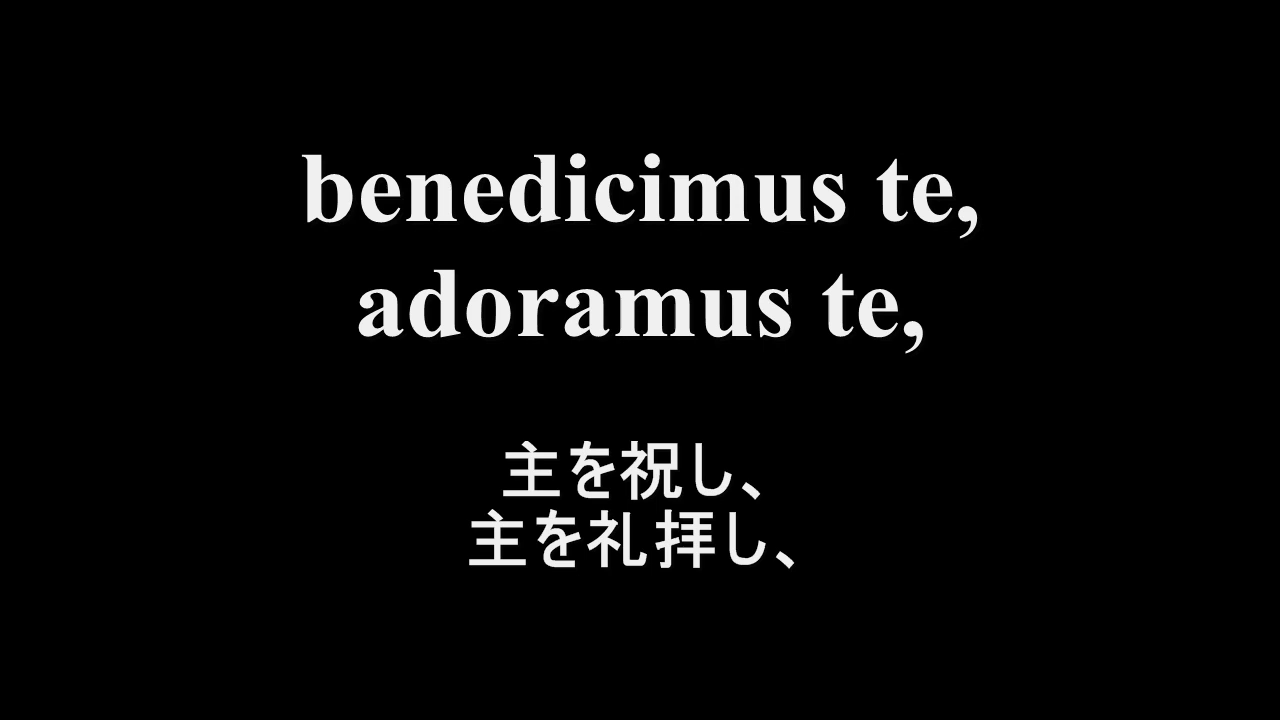 benedicimus te,
adoramus te,
主を祝し、
主を礼拝し、